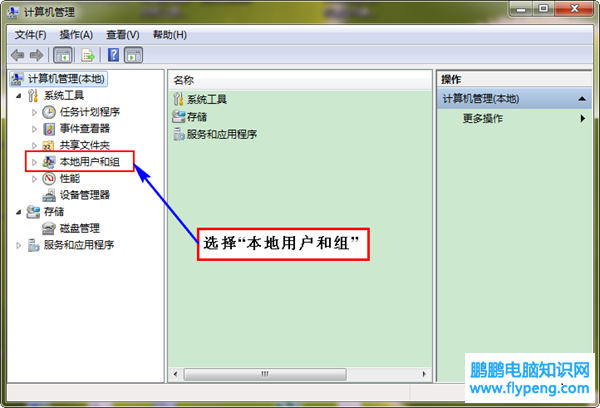 计算机管理
文件(F) 操作(A) 查看(V) 帮助(H)
计算机管理(本地)
系统工具
任务计划程序
事件查看器
共享文件夹
本地用户和组
性能
设备管理器
存储
磁盘管理
服务和应用程序
名称
系统工具
存储
服务和应用程序
选择“本地用户和组”
操作
计算机管理(本地)
更多操作
鹏鹏电脑知识网
www.flypeng.com